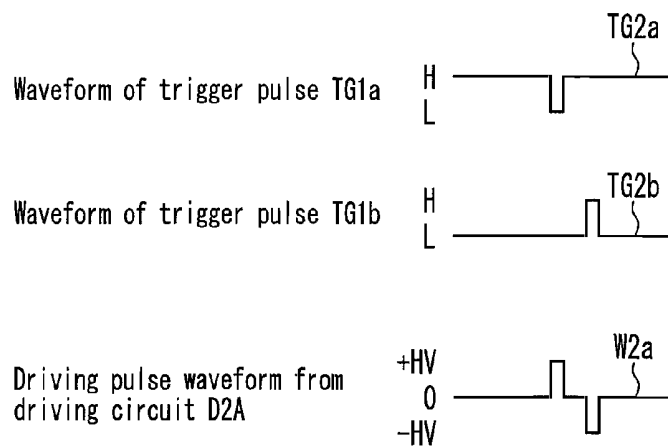 TG2a
Waveform of trigger pulse TG1a
H
L
TG2b
Waveform of trigger pulse TG1b
H
L
W2a
+HV
Driving pulse waveform from
0
driving circuit D2A
-HV